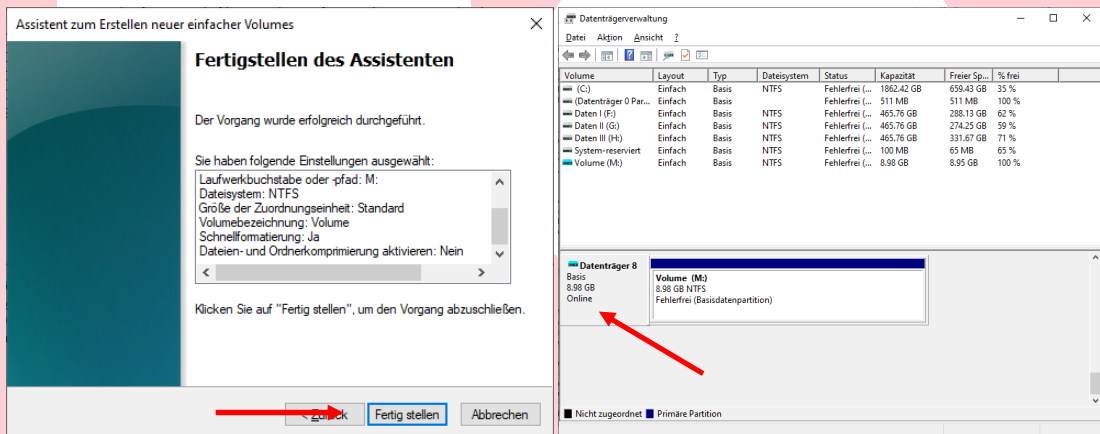 Assistent zum Erstellen neuer einfacher Volumes
Fertigstellen des Assistenten
Der Vorgang wurde erfolgreich durchgeführt.
Sie haben folgende Einstellungen ausgewählt:
Laufwerkbuchstabe oder -pfad: M:
Dateisystem: NTFS
Größe der Zuordnungseinheit: Standard
Volumebezeichnung: Volume
Schnellformatierung: Ja
Dateien- und Ordnerkomprimierung aktivieren: Nein
Klicken Sie auf "Fertig stellen", um den Vorgang abzuschließen.
Fertig stellen Abbrechen
Datenträgerverwaltung
Datei Aktion Ansicht ?
Volume Layout Typ Dateisystem Status Kapazität Freier Sp... % frei
(C:) Einfach Basis NTFS Fehlerfrei (... 1862.42 GB 659.43 GB 35 %
(Datenträger 0 Par... Einfach Basis Fehlerfrei (... 511 MB 511 MB 100 %
Daten I (F:) Einfach Basis NTFS Fehlerfrei (... 465.76 GB 288.13 GB 62 %
Daten II (G:) Einfach Basis NTFS Fehlerfrei (... 465.76 GB 274.25 GB 59 %
Daten III (H:) Einfach Basis NTFS Fehlerfrei (... 465.76 GB 331.67 GB 71 %
System-reserviert Einfach Basis NTFS Fehlerfrei (... 100 MB 65 MB 65 %
Volume (M:) Einfach Basis NTFS Fehlerfrei (... 8.98 GB 8.95 GB 100 %
Datenträger 8
Basis
8.98 GB
Online
Volume (M:)
8.98 GB NTFS
Fehlerfrei (Basisdatenpartition)
Nicht zugeordnet Primäre Partition